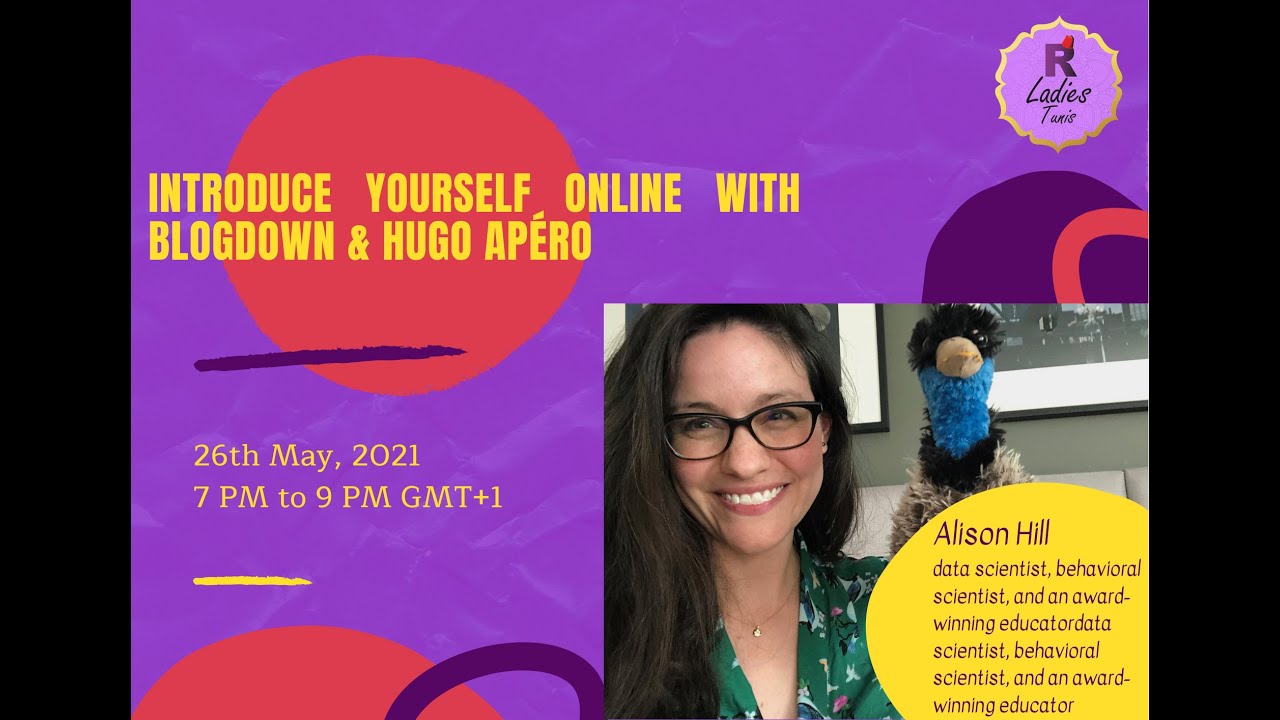 R
Ladies
Tunis
INTRODUCE YOURSELF ONLINE WITH
BLOGDOWN & HUGO APÉRO
26th May, 2021
7 PM to 9 PM GMT+1
Alison Hill
data scientist, behavioral
scientist, and an award-
winning educatordata
scientist, behavioral
scientist, and an award-
winning educator